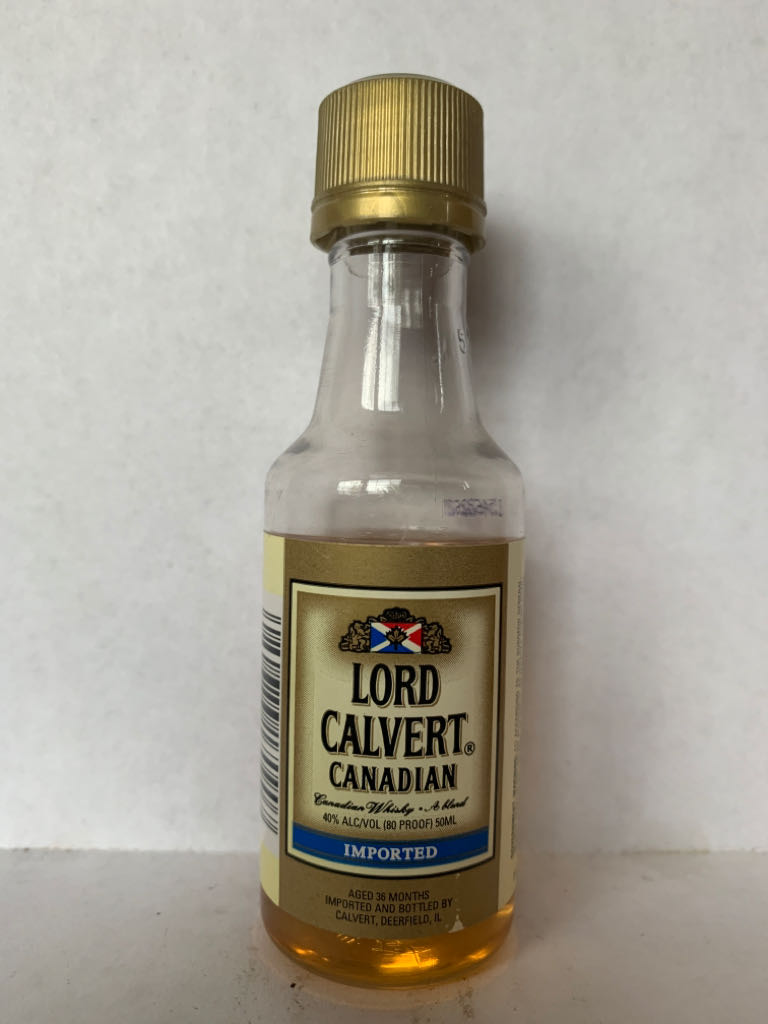 5
LORD
CALVERT®
CANADIAN
Canadian Whisky • A blend
40% ALC/VOL (80 PROOF) 50ML
IMPORTED
AGED 36 MONTHS
IMPORTED AND BOTTLED BY
CALVERT, DEERFIELD, IL